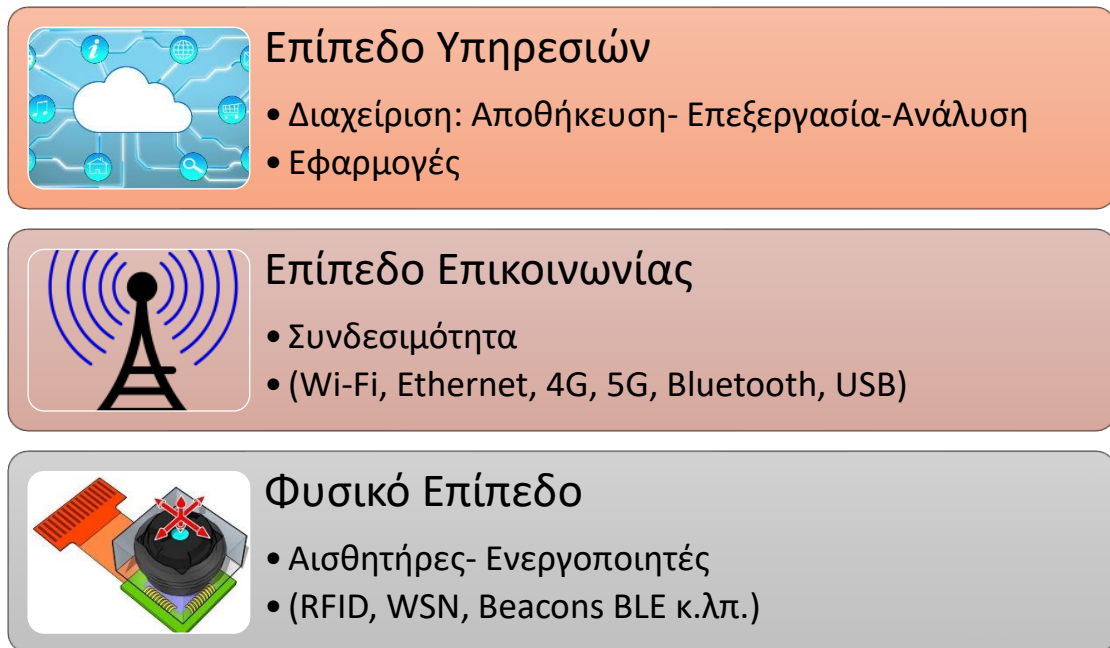 Επίπεδο Υπηρεσιών
• Διαχείριση: Αποθήκευση- Επεξεργασία-Ανάλυση
• Εφαρμογές
Επίπεδο Επικοινωνίας
• Συνδεσιμότητα
• (Wi-Fi, Ethernet, 4G, 5G, Bluetooth, USB)
Φυσικό Επίπεδο
• Αισθητήρες- Ενεργοποιητές
• (RFID, WSN, Beacons BLE κ.λπ.)